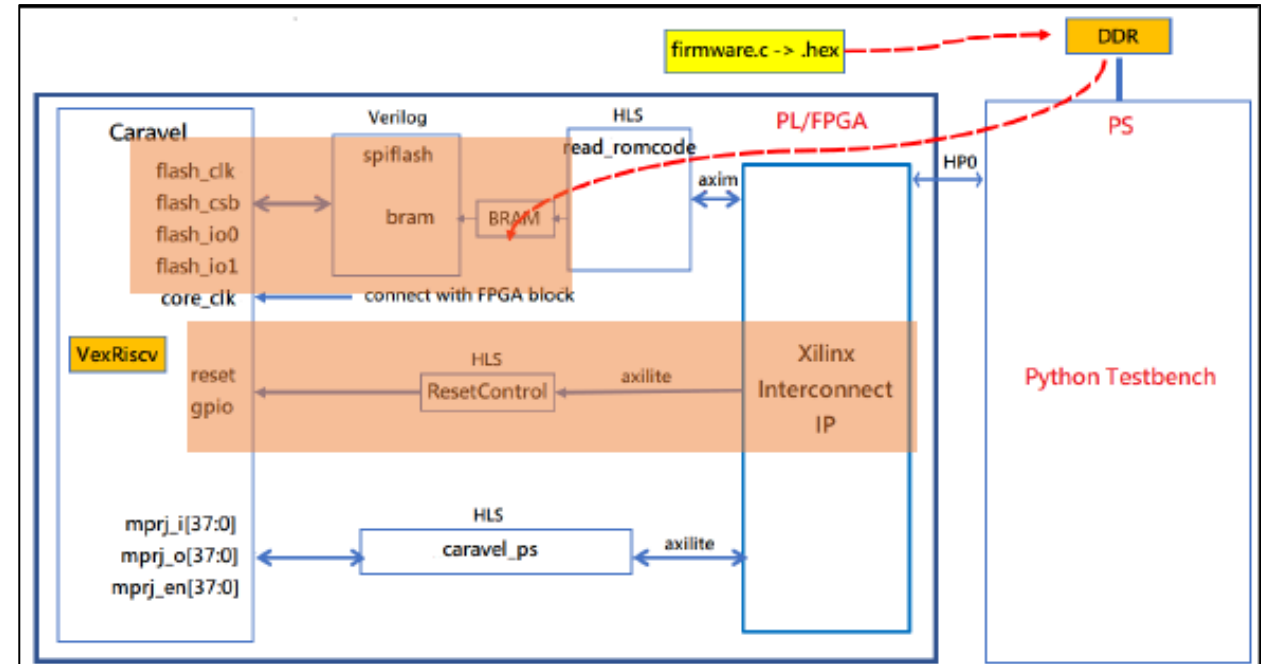 DDR
firmware.c -> .hex
Caravel
Verilog
HLS
PL/FPGA
PS
flash_clk
spiflash
read_romcode
axim
HP0
flash_csb
bram
BRAM
flash_io0
flash_io1
core_clk
connect with FPGA block
VexRiscv
reset
gpio
HLS
ResetControl
axilite
Xilinx
Interconnect
IP
Python Testbench
mprj_i[37:0]
mprj_o[37:0]
mprj_en[37:0]
HLS
caravel_ps
axilite